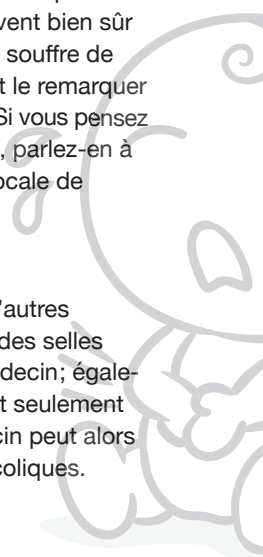 vent bien sûr
souffre de
t le remarquer
Si vous pensez
, parlez-en à
ocale de
'autres
des selles
decin; égale-
t seulement
cin peut alors
coliques.